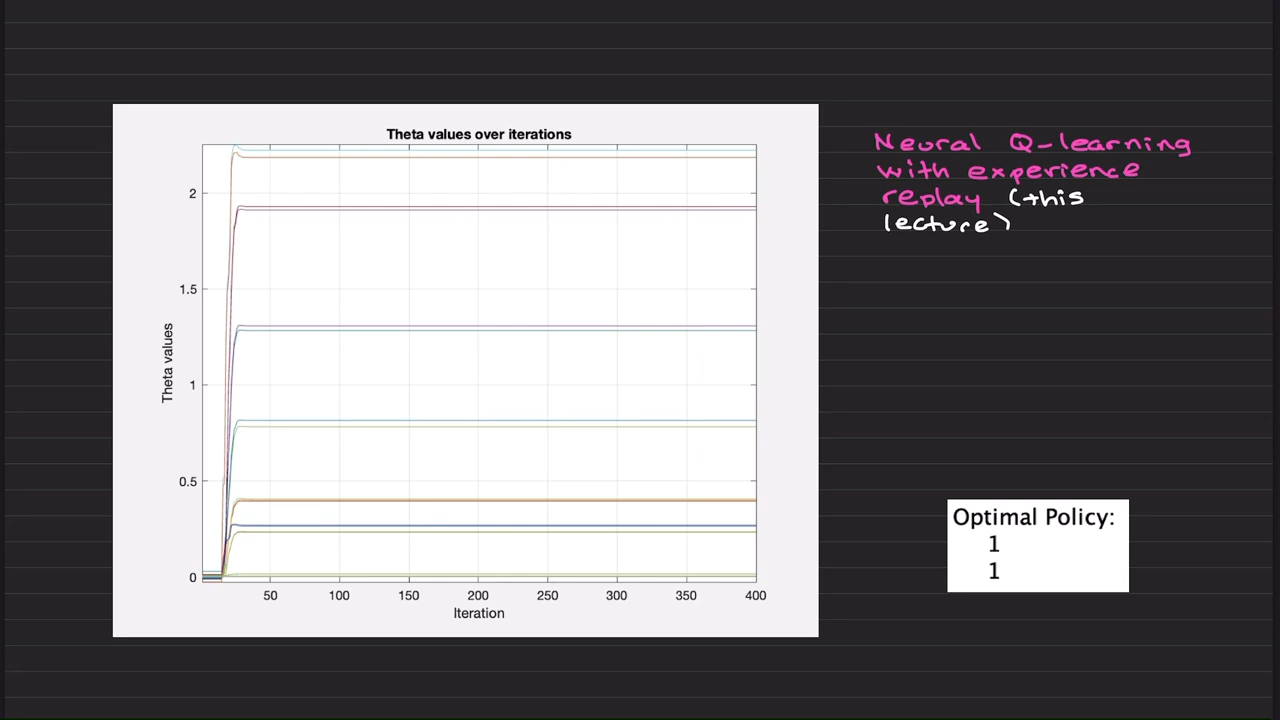 Theta values over iterations
Theta values
2
1.5
1
0.5
0
50 100 150 200 250 300 350 400
Iteration
Neural Q-learning
with experience
replay (this
lecture)
Optimal Policy:
1
1